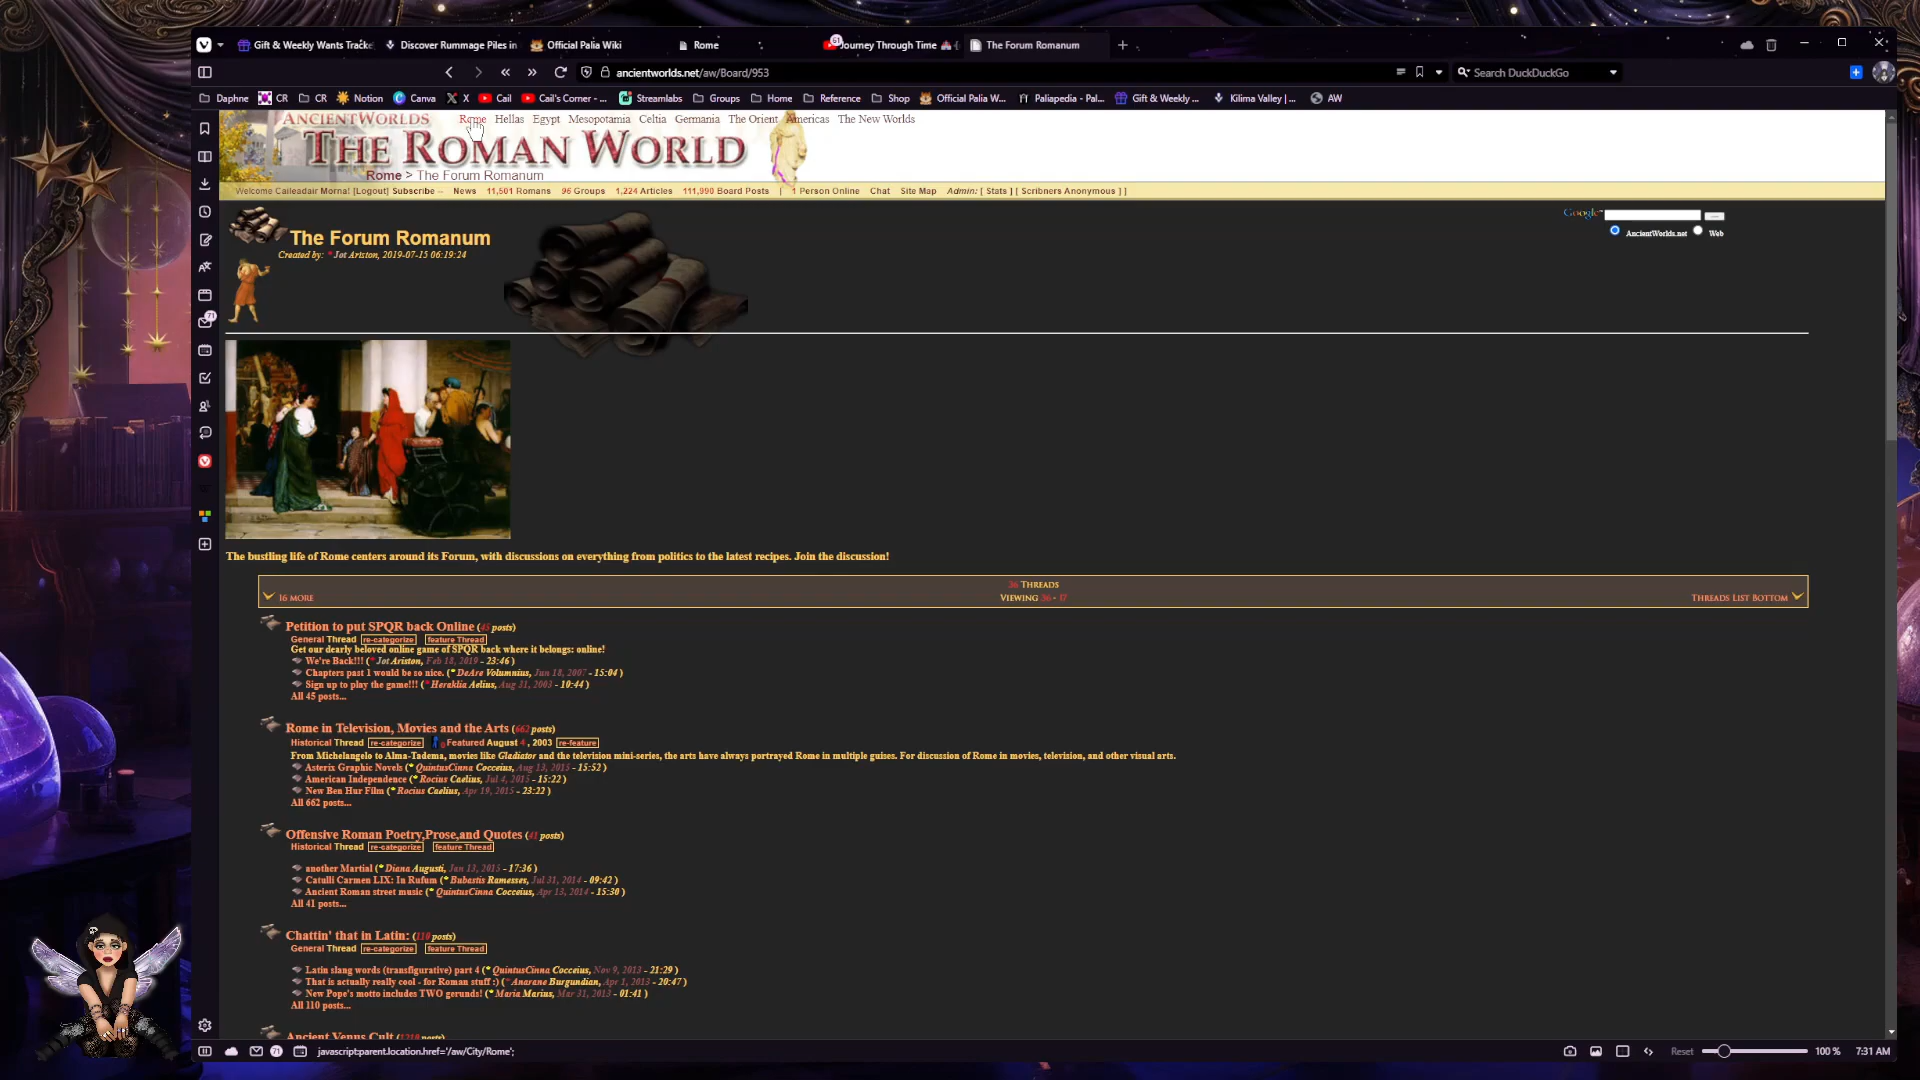 Gift & Weekly Wants Tracke
Discover Rummage Piles in
Official Palia Wiki
Rome
Journey Through Time
The Forum Romanum
ancientworlds.net/aw/Board/953
Search DuckDuckGo
Daphne
CR
CR
Notion
Canva
X
Cail
Cail's Corner - ...
Streamlabs
Groups
Home
Reference
Shop
Official Palia W...
Paliapedia - Pal...
Gift & Weekly ...
Kilima Valley | ...
AW
ANCIENTWORLDS
Rome Hellas Egypt Mesopotamia Celtia Germania The Orient Americas The New Worlds
THE ROMAN WORLD
Rome > The Forum Romanum
Welcome Caileadair Morna! [Logout] Subscribe -- News 11,501 Romans 96 Groups 1,224 Articles 111,990 Board Posts | 1 Person Online Chat Site Map Admin: [ Stats ] [ Scribners Anonymous ] ]
The Forum Romanum
Created by: * Jot Ariston, 2019-07-15 06:19:24
Google
AncientWorlds.net Web
The bustling life of Rome centers around its Forum, with discussions on everything from politics to the latest recipes. Join the discussion!
36 THREADS
16 MORE
VIEWING 36 - 17
THREADS LIST BOTTOM
Petition to put SPQR back Online (45 posts)
General Thread re-categorize feature Thread
Get our dearly beloved online game of SPQR back where it belongs: online!
We're Back!!! (* Jot Ariston, Feb 18, 2019 - 23:46 )
Chapters past 1 would be so nice. (* DeAre Volumnius, Jun 18, 2007 - 15:04 )
Sign up to play the game!!! (* Heraklia Aelius, Aug 31, 2003 - 10:44 )
All 45 posts...
Rome in Television, Movies and the Arts (662 posts)
Historical Thread re-categorize Featured August 4, 2003 re-feature
From Michelangelo to Alma-Tadema, movies like Gladiator and the television mini-series, the arts have always portrayed Rome in multiple guises. For discussion of Rome in movies, television, and other visual arts.
Asterix Graphic Novels (* QuintusCinna Cocceius, Aug 13, 2015 - 15:52 )
American Independence (* Rocius Caelius, Jul 4, 2015 - 15:22 )
New Ben Hur Film (* Rocius Caelius, Apr 19, 2015 - 23:22 )
All 662 posts...
Offensive Roman Poetry,Prose,and Quotes (41 posts)
Historical Thread re-categorize feature Thread
another Martial (* Diana Augusti, Jan 13, 2015 - 17:36 )
Catulli Carmen LIX: In Rufum (* Bubastis Ramesses, Jul 31, 2014 - 09:42 )
Ancient Roman street music (* QuintusCinna Cocceius, Apr 13, 2014 - 15:30 )
All 41 posts...
Chattin' that in Latin: (110 posts)
General Thread re-categorize feature Thread
Latin slang words (transfigurative) part 4 (* QuintusCinna Cocceius, Nov 9, 2013 - 21:29 )
That is actually really cool - for Roman stuff :) (* Anarane Burgundian, Apr 1, 2013 - 20:47 )
New Pope's motto includes TWO gerunds! (* Maria Marius, Mar 31, 2013 - 01:41 )
All 110 posts...
Ancient Venus Cult (1210 posts)
71
javascript:parent.location.href='/aw/City/Rome';
Reset
100 %
7:31 AM